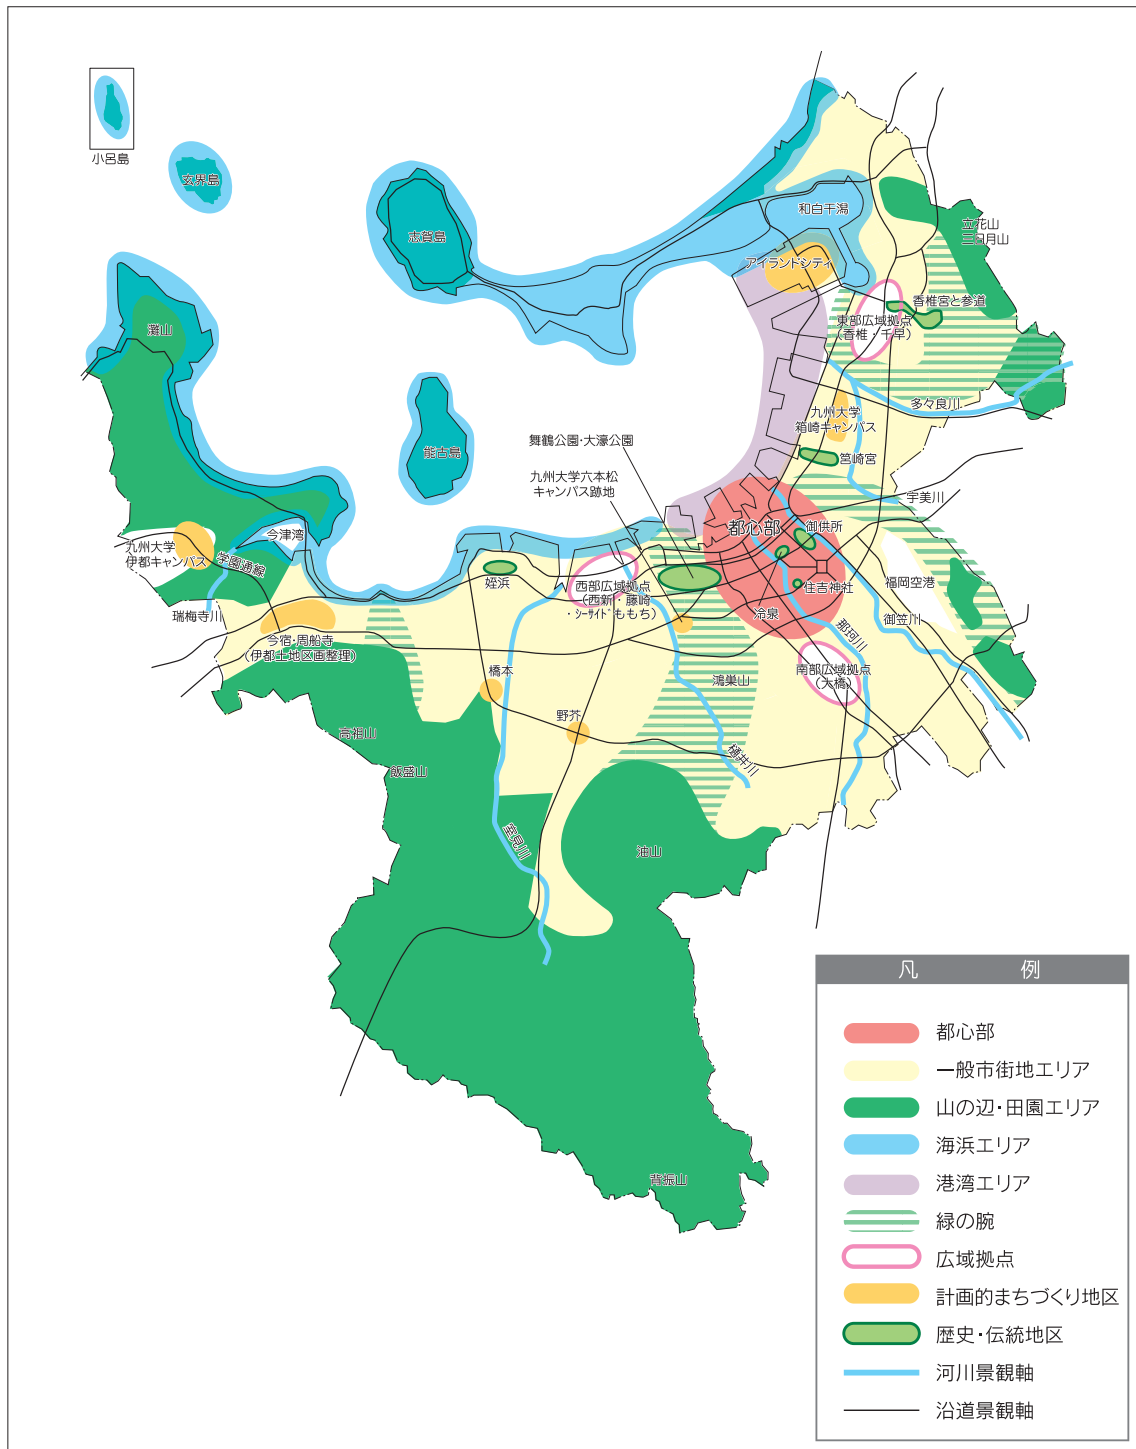 小呂島
玄界島
志賀島
和白干潟
立花山
三日月山
アイランドシティ
香椎宮と参道
東部広域拠点
(香椎・千早)
灘山
多々良川
九州大学
箱崎キャンパス
能古島
舞鶴公園・大濠公園
筥崎宮
九州大学六本松
キャンパス跡地
宇美川
都心部
御供所
今津湾
九州大学
伊都キャンパス
学園通線
姪浜
西部広域拠点
(西新・藤崎
・シーサイドももち)
住吉神社
福岡空港
瑞梅寺川
冷泉
那珂川
御笠川
今宿・周船寺
(伊都土地区画整理)
橋本
鴻巣山
南部広域拠点
(大橋)
野芥
高祖山
飯盛山
樋井川
室見川
油山
背振山
凡例
都心部
一般市街地エリア
山の辺・田園エリア
海浜エリア
港湾エリア
緑の腕
広域拠点
計画的まちづくり地区
歴史・伝統地区
河川景観軸
沿道景観軸